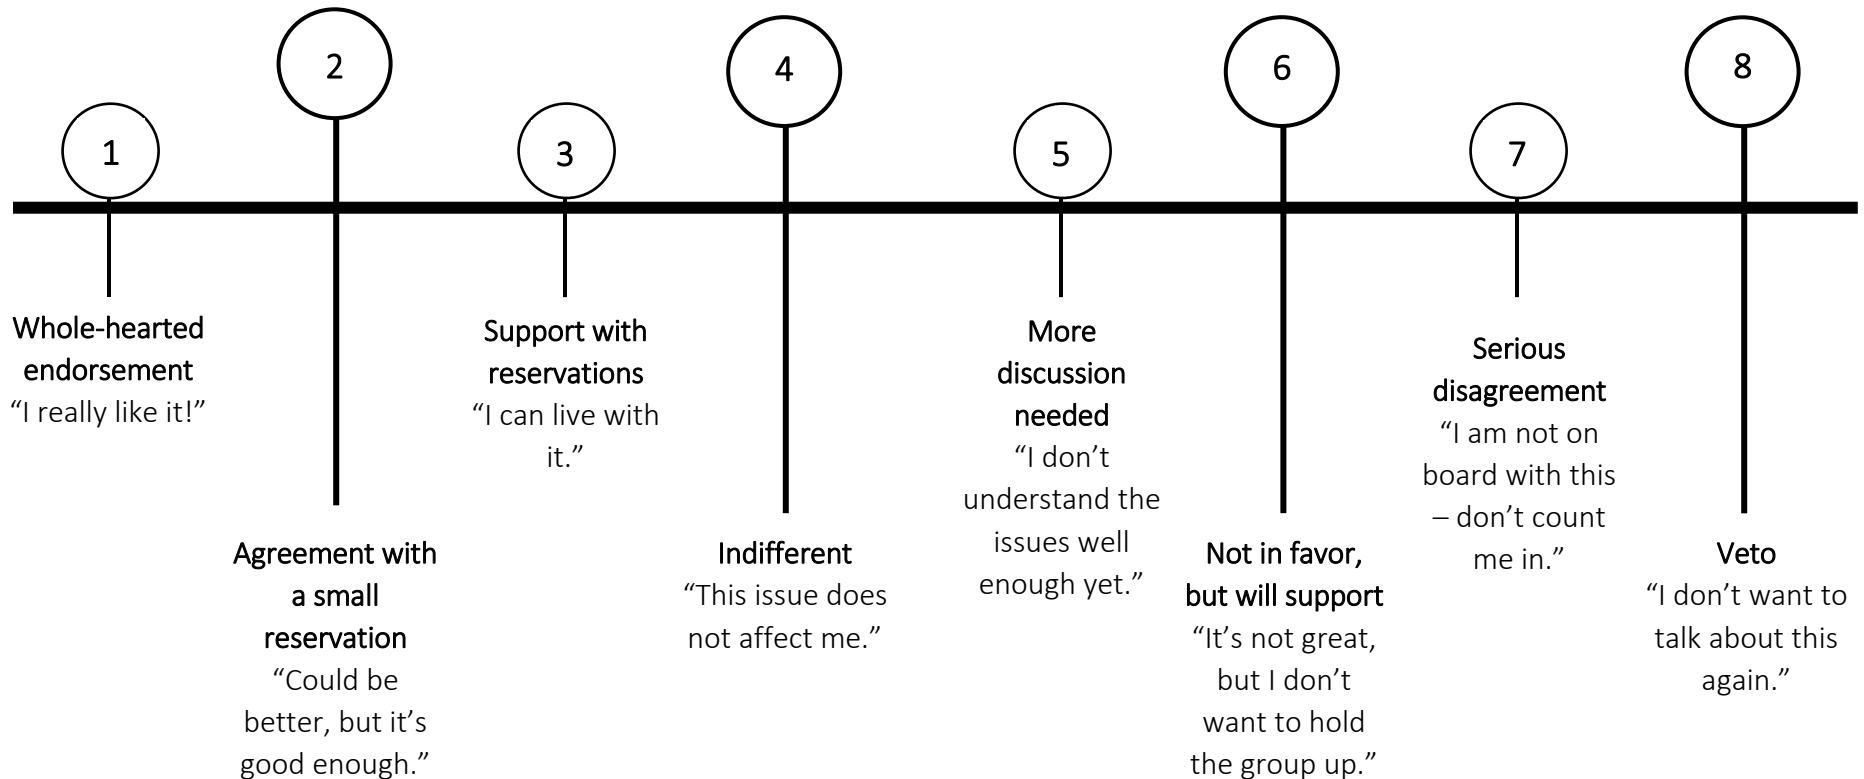 1
Whole-hearted
endorsement
“I really like it!”
2
Agreement with
a small
reservation
“Could be
better, but it’s
good enough.”
3
Support with
reservations
“I can live with
it.”
4
Indifferent
“This issue does
not affect me.”
5
More
discussion
needed
“I don’t
understand the
issues well
enough yet.”
6
Not in favor,
but will support
“It’s not great,
but I don’t
want to hold
the group up.”
7
Serious
disagreement
“I am not on
board with this
– don’t count
me in.”
8
Veto
“I don’t want to
talk about this
again.”